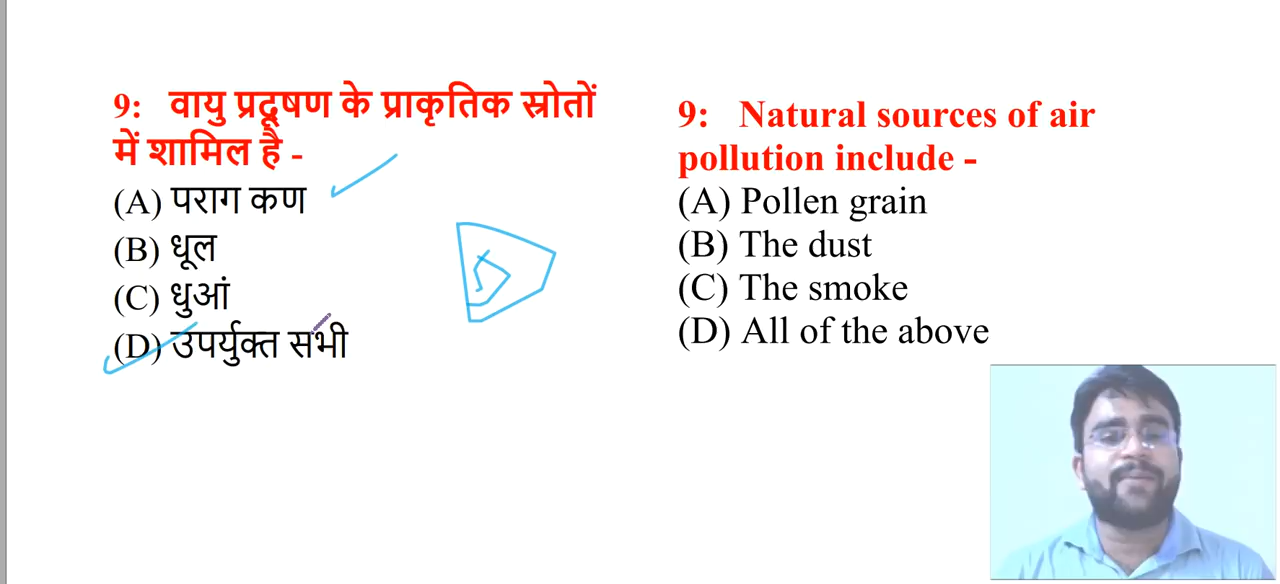 9: वायु प्रदूषण के प्राकृतिक स्रोतों
में शामिल है -
(A) पराग कण
(B) धूल
(C) धुआं
(D) उपर्युक्त सभी
9: Natural sources of air
pollution include -
(A) Pollen grain
(B) The dust
(C) The smoke
(D) All of the above